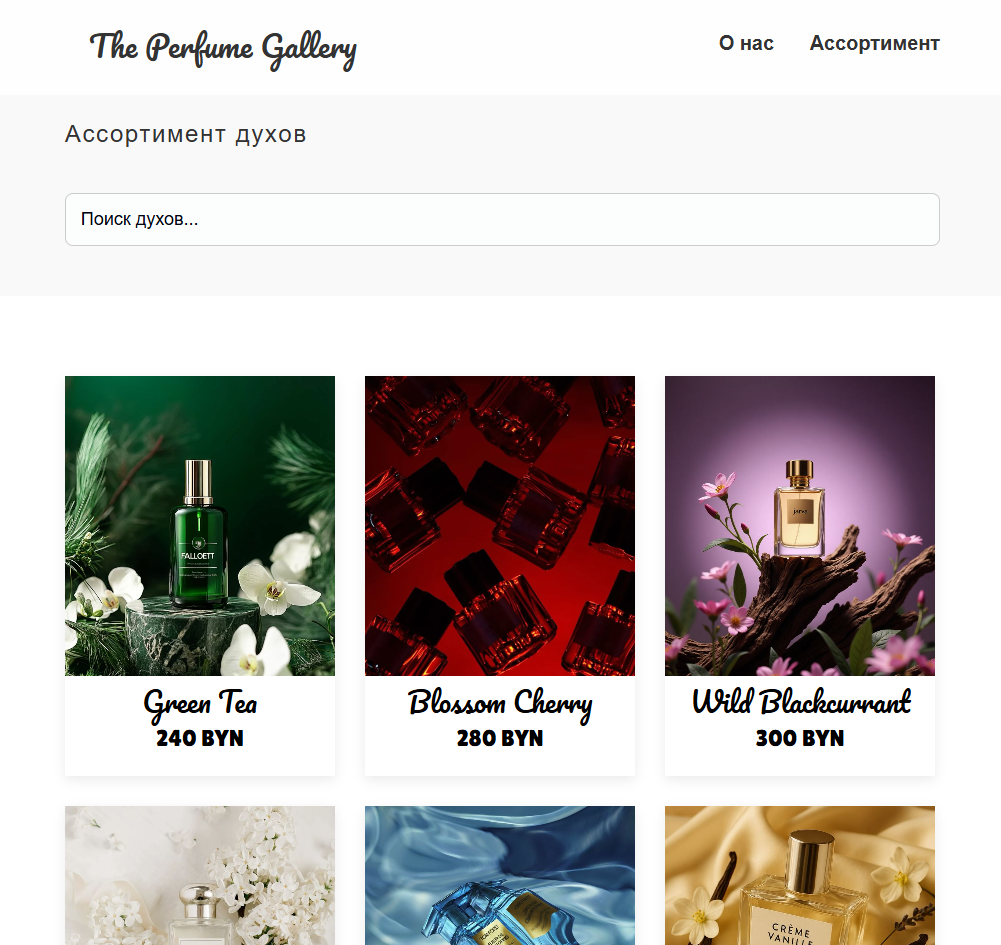 The Perfume Gallery
О нас Ассортимент
Ассортимент духов
Поиск духов...
FALLOETT
Green Tea
Blossom Cherry
Wild Blackcurrant
240 BYN
280 BYN
300 BYN
CRÈME
VANILLE